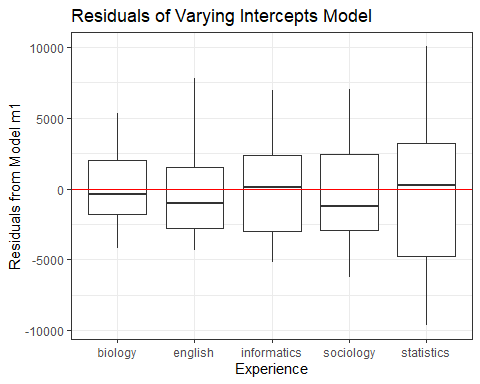 Residuals of Varying Intercepts Model
Residuals from Model m1
10000
5000
0
-5000
-10000
biology english informatics sociology statistics
Experience